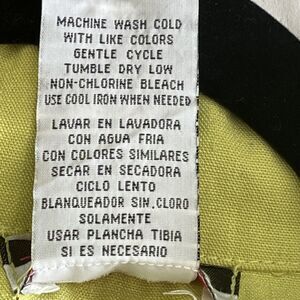 MACHINE WASH COLD
WITH LIKE COLORS
GENTLE CYCLE
TUMBLE DRY LOW
NON-CHLORINE BLEACH
USE COOL IRON WHEN NEEDED
LAVAR EN LAVADORA
CON AGUA FRIA
CON COLORES SIMILARES
SECAR EN SECADORA
CICLO LENTO
BLANQUEADOR SIN.CLORO
SOLAMENTE
USAR PLANCHA TIBIA
SI ES NECESARIO